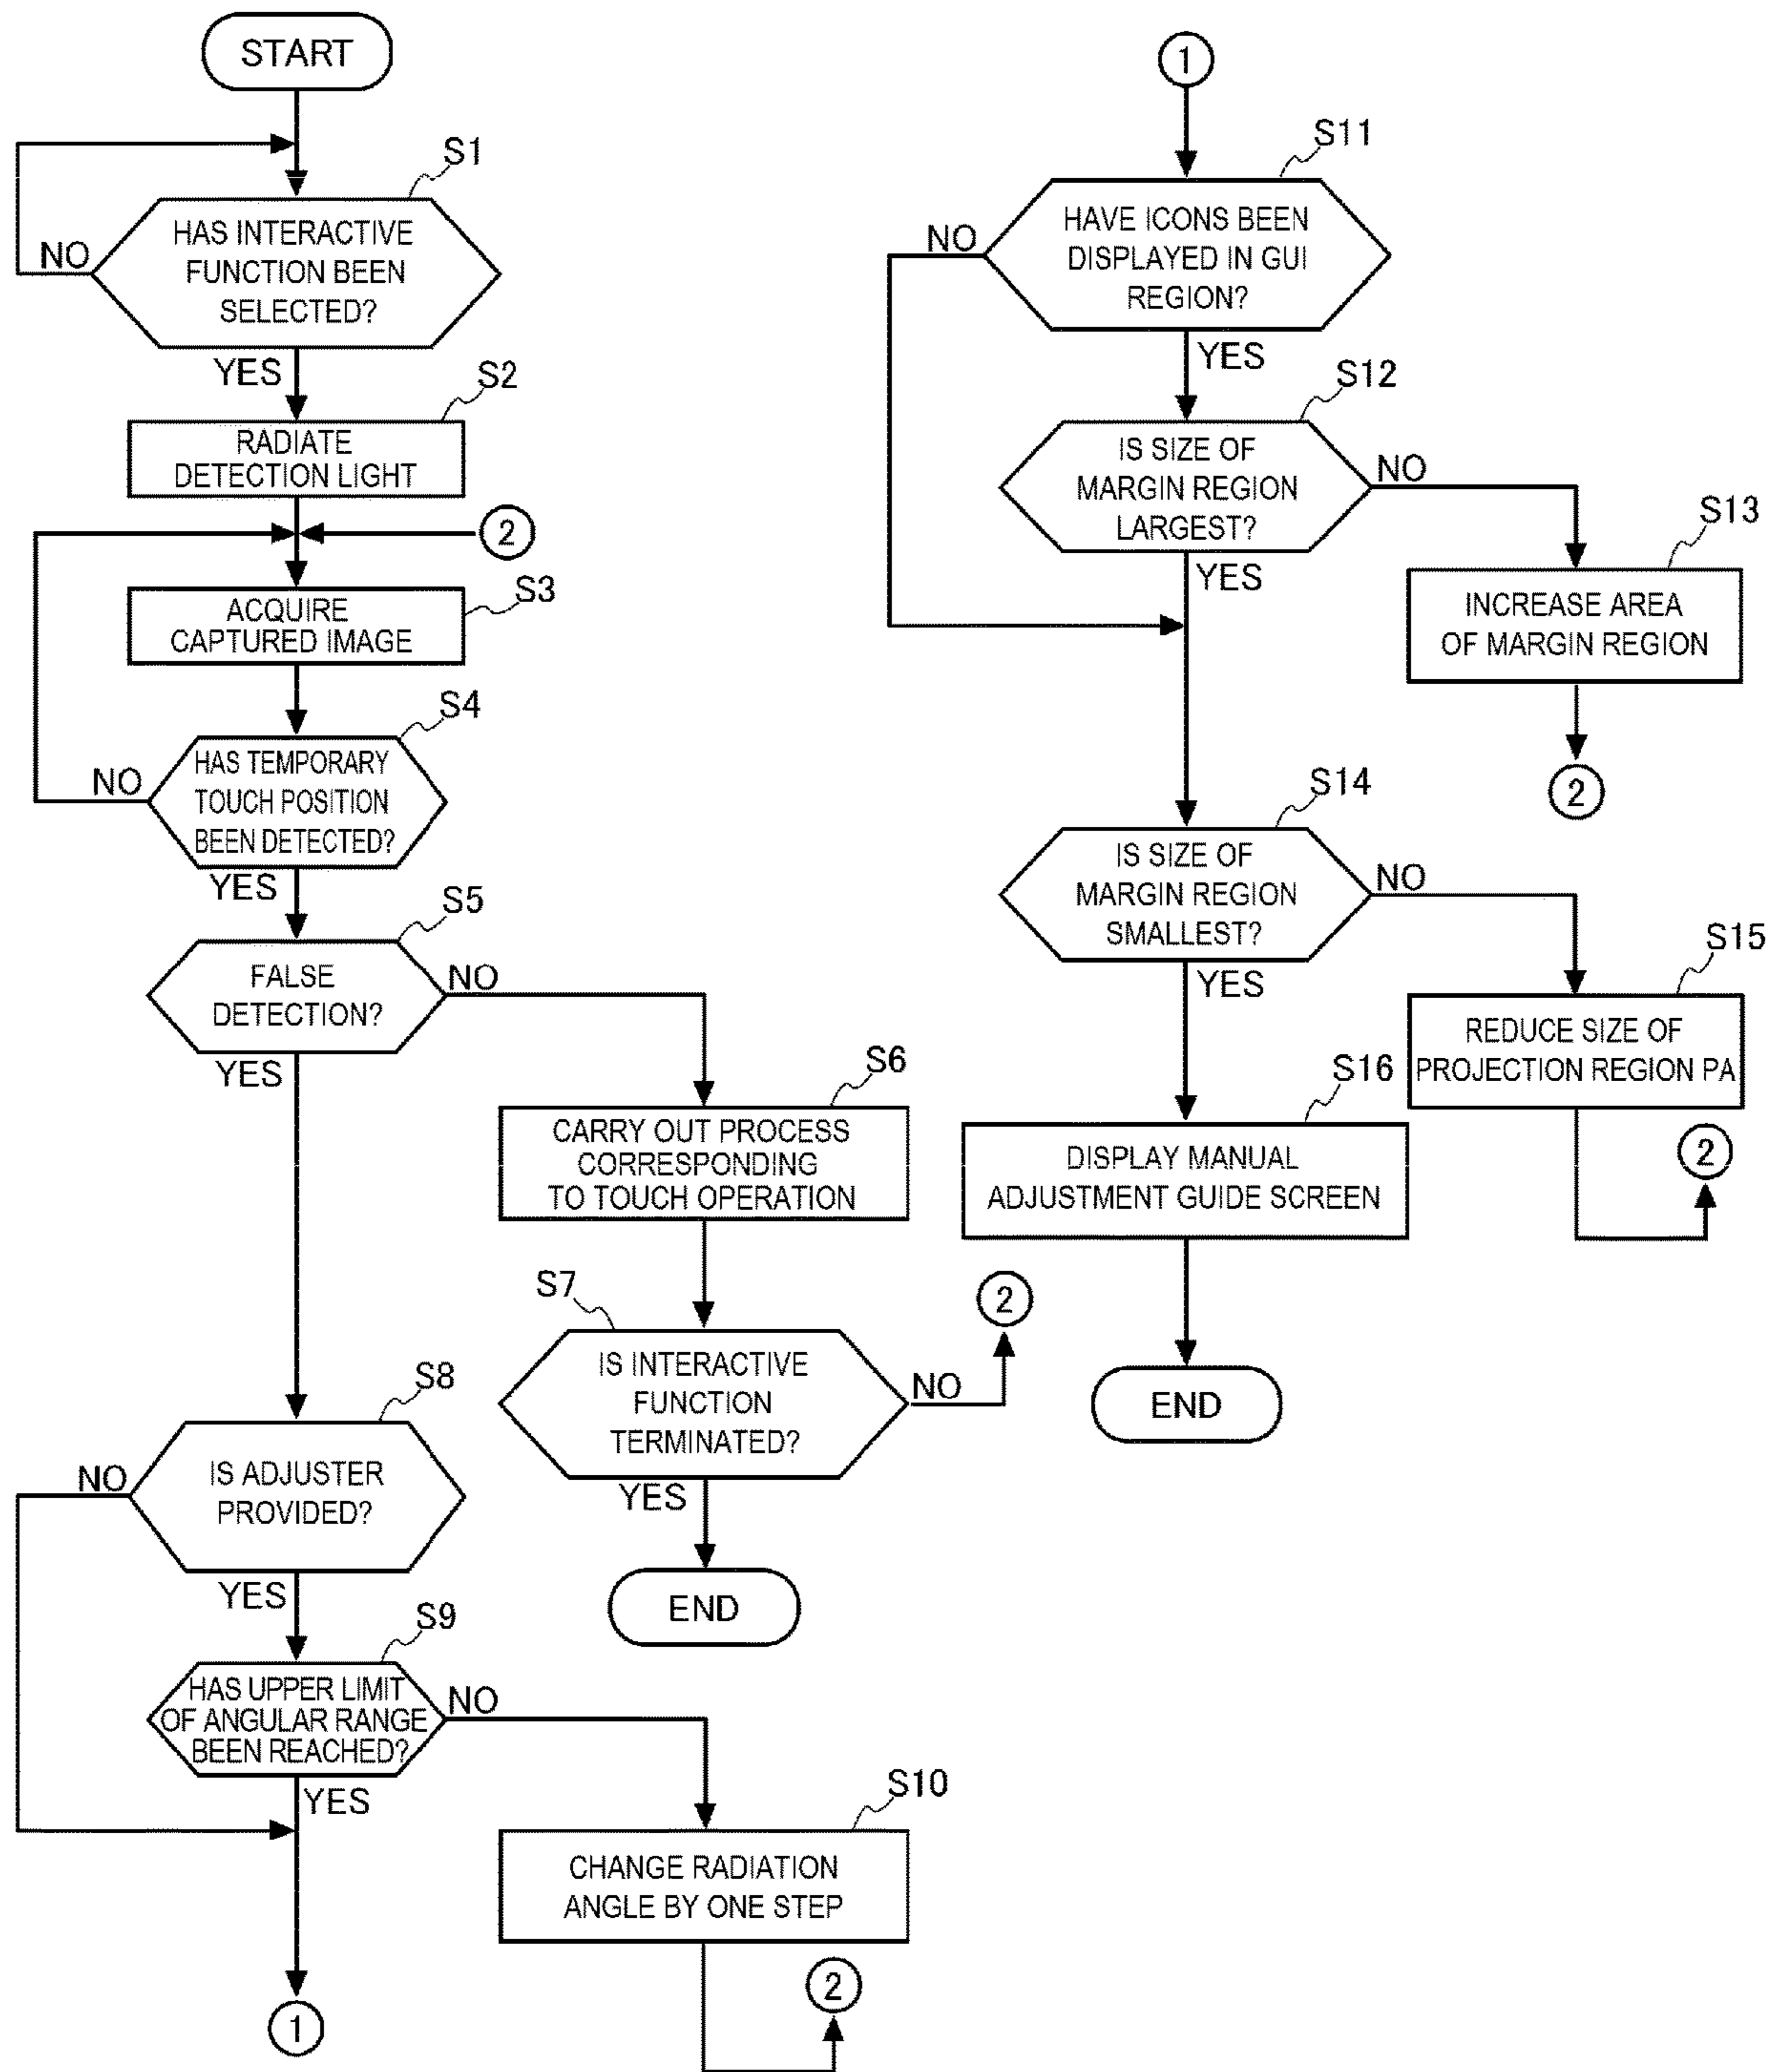 START
S1
HAS INTERACTIVE
FUNCTION BEEN
SELECTED?
NO
YES
S2
RADIATE
DETECTION LIGHT
2
S3
ACQUIRE
CAPTURED IMAGE
S4
HAS TEMPORARY
TOUCH POSITION
BEEN DETECTED?
NO
YES
S5
FALSE
DETECTION?
NO
YES
S6
CARRY OUT PROCESS
CORRESPONDING
TO TOUCH OPERATION
S7
IS INTERACTIVE
FUNCTION
TERMINATED?
NO
2
YES
END
S8
IS ADJUSTER
PROVIDED?
NO
YES
S9
HAS UPPER LIMIT
OF ANGULAR RANGE
BEEN REACHED?
NO
YES
S10
CHANGE RADIATION
ANGLE BY ONE STEP
2
1
1
S11
HAVE ICONS BEEN
DISPLAYED IN GUI
REGION?
NO
YES
S12
IS SIZE OF
MARGIN REGION
LARGEST?
NO
YES
S13
INCREASE AREA
OF MARGIN REGION
2
S14
IS SIZE OF
MARGIN REGION
SMALLEST?
NO
YES
S15
REDUCE SIZE OF
PROJECTION REGION PA
2
S16
DISPLAY MANUAL
ADJUSTMENT GUIDE SCREEN
END